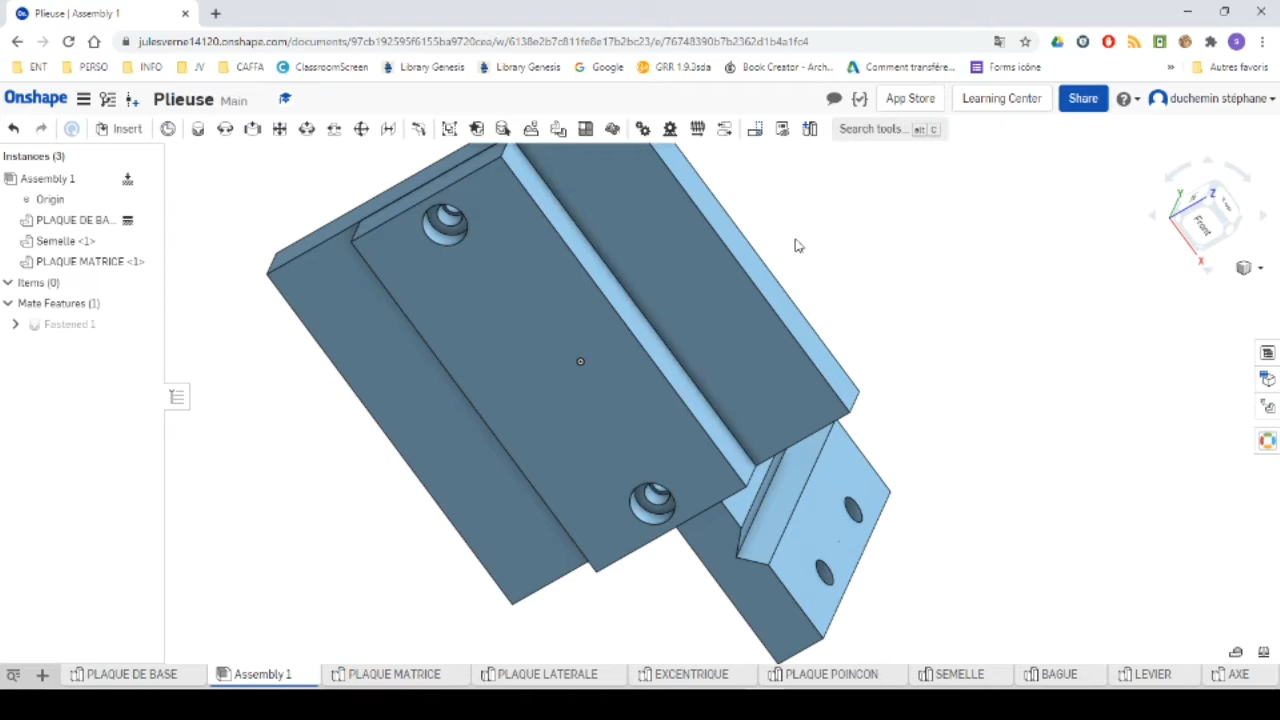 Plieuse | Assembly 1
julesverne14120.onshape.com/documents/97cb192595f6155ba9720cea/w/6138e2b7c811fe8e17b2bc23/e/76748390b7b2362d1b4a1fc4
ENT PERSO INFO JV CAFFA ClassroomScreen Library Genesis Library Genesis Google GRR 1.9.3sda Book Creator - Arch... Comment transfére... Forms icône » Autres favoris
Onshape Plieuse Main App Store Learning Center Share duchemin stéphane
Insert Search tools... alt C
Instances (3)
Assembly 1
Origin
PLAQUE DE BA...
Semelle <1>
PLAQUE MATRICE <1>
Items (0)
Mate Features (1)
Fastened 1
Z
Y
Front
X
PLAQUE DE BASE Assembly 1 PLAQUE MATRICE PLAQUE LATERALE EXCENTRIQUE PLAQUE POINCON SEMELLE BAGUE LEVIER AXE